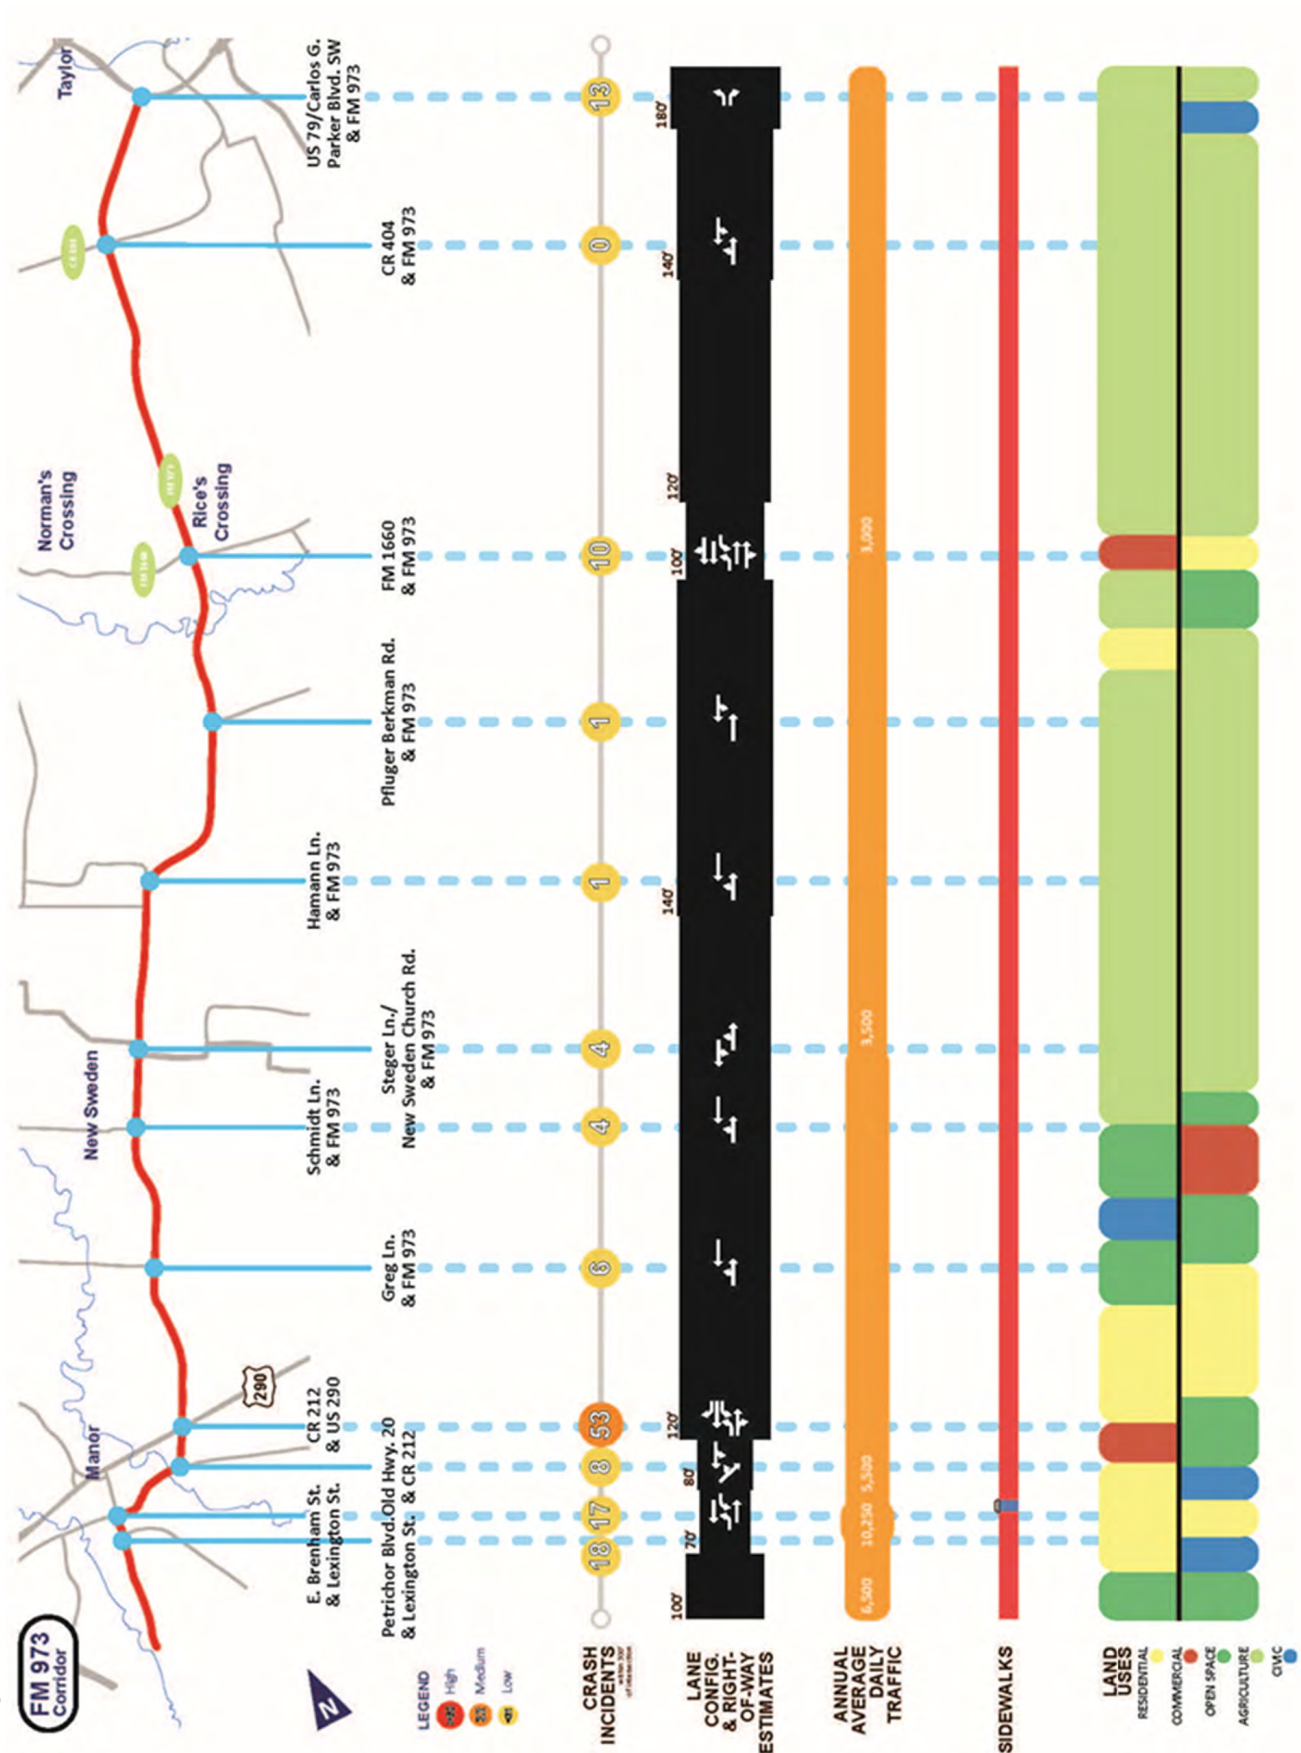 FM 973
Corridor
Manor
New Sweden
Norman's
Crossing
Rice's
Crossing
Taylor
290
E. Brenham St.
& Lexington St.
Petrichor Blvd.
& Lexington St.
Old Hwy. 20
& CR 212
CR 212
& US 290
Greg Ln.
& FM 973
Schmidt Ln.
& FM 973
Steger Ln./
New Sweden Church Rd.
& FM 973
Hamann Ln.
& FM 973
Pfluger Berkman Rd.
& FM 973
FM 1660
& FM 973
CR 404
& FM 973
US 79/Carlos G.
Parker Blvd. SW
& FM 973
N
LEGEND
High
Medium
Low
CRASH
INCIDENTS
18
17
8
53
6
4
4
1
1
10
0
13
LANE
CONFIG.
& RIGHT-
OF-WAY
ESTIMATES
100'
70'
80'
120'
140'
100'
120'
140'
180'
ANNUAL
AVERAGE
DAILY
TRAFFIC
6,500
10,250
5,500
3,500
3,000
SIDEWALKS
LAND
USES
RESIDENTIAL
COMMERCIAL
OPEN SPACE
AGRICULTURE
CIVIC